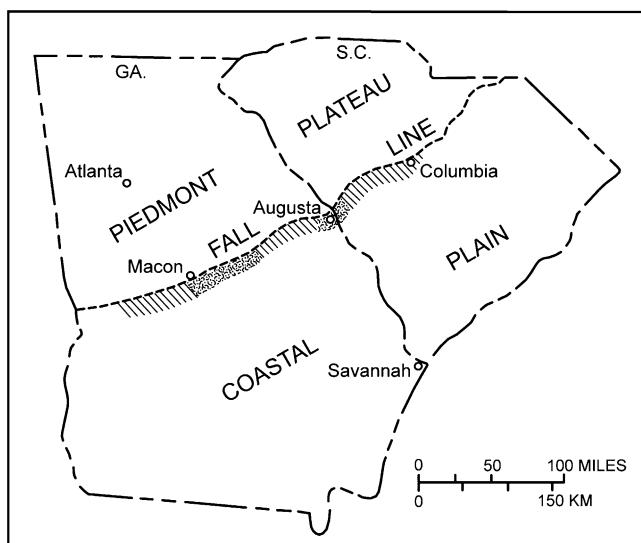 GA.
S.C.
PLATEAU
LINE
Atlanta
Columbia
PIEDMONT
Augusta
FALL
PLAIN
Macon
COASTAL
Savannah
0 50 100 MILES
0 150 KM